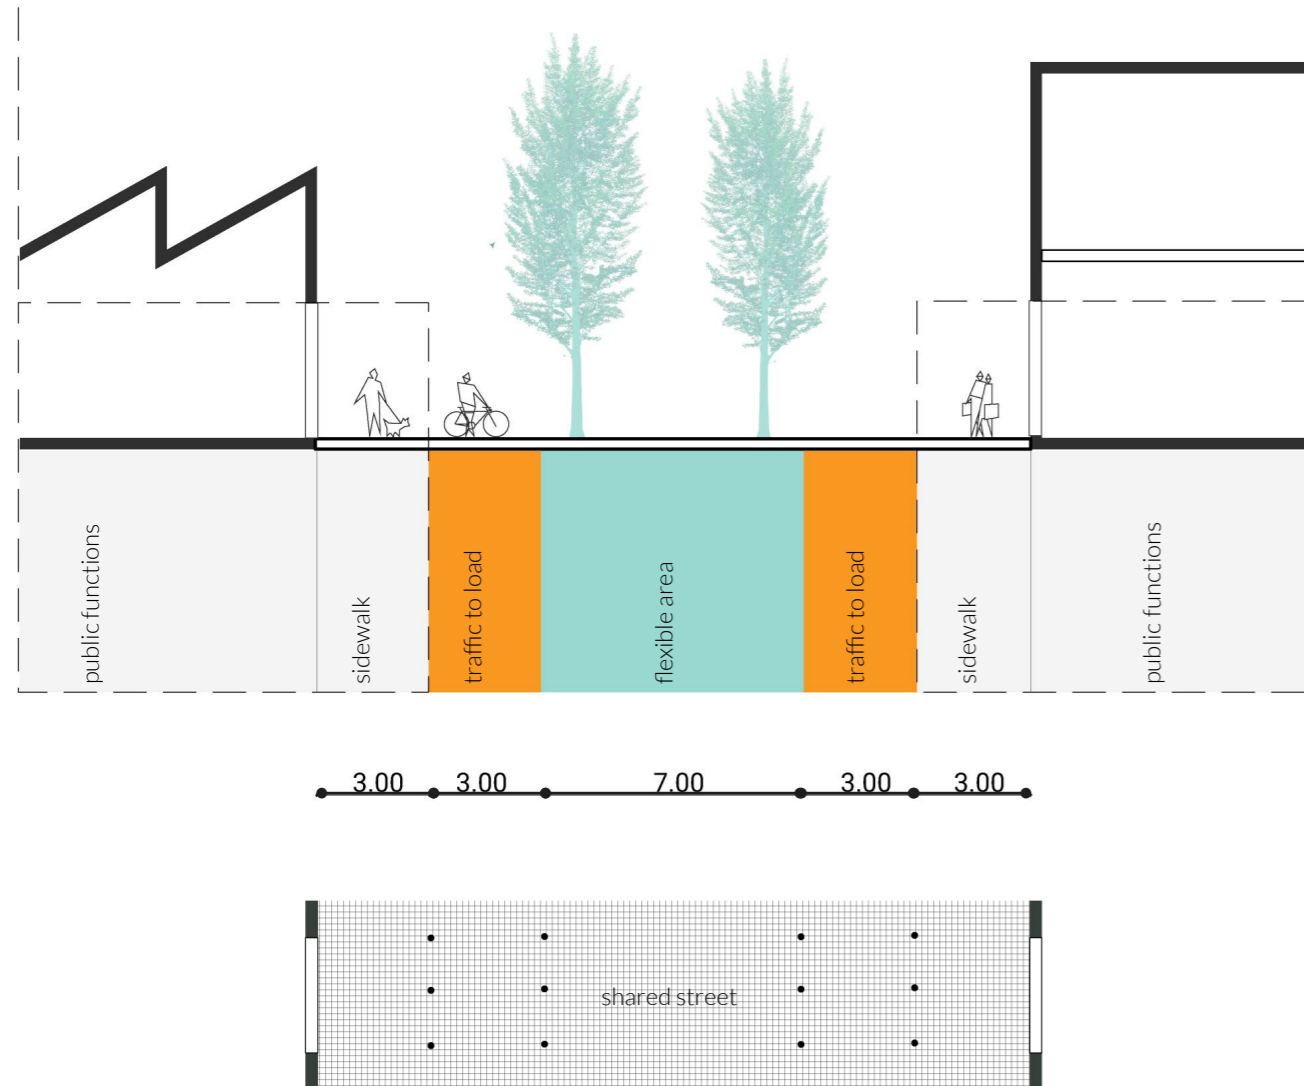 public functions
sidewalk
traffic to load
flexible area
traffic to load
sidewalk
public functions
3.00
3.00
7.00
3.00
3.00
shared street